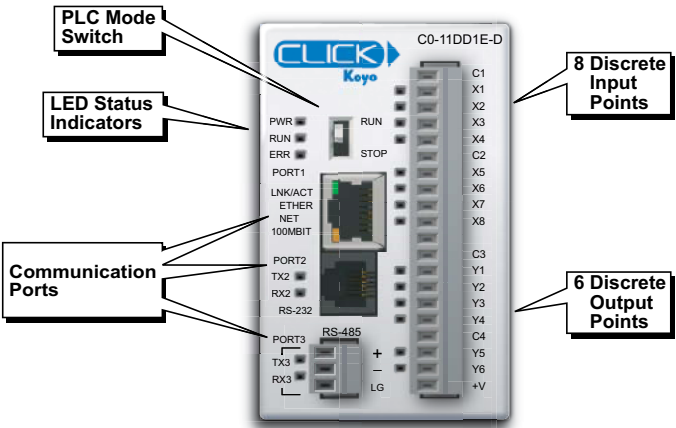 PLC Mode
Switch
LED Status
Indicators
Communication
Ports
8 Discrete
Input
Points
6 Discrete
Output
Points
CLICK
Koyo
C0-11DD1E-D
PWR
RUN
ERR
RUN
STOP
PORT1
LNK/ACT
ETHER
NET
100MBIT
PORT2
TX2
RX2
RS-232
PORT3
RS-485
TX3
RX3
+
–
LG
C1
X1
X2
X3
X4
C2
X5
X6
X7
X8
C3
Y1
Y2
Y3
Y4
C4
Y5
Y6
+V